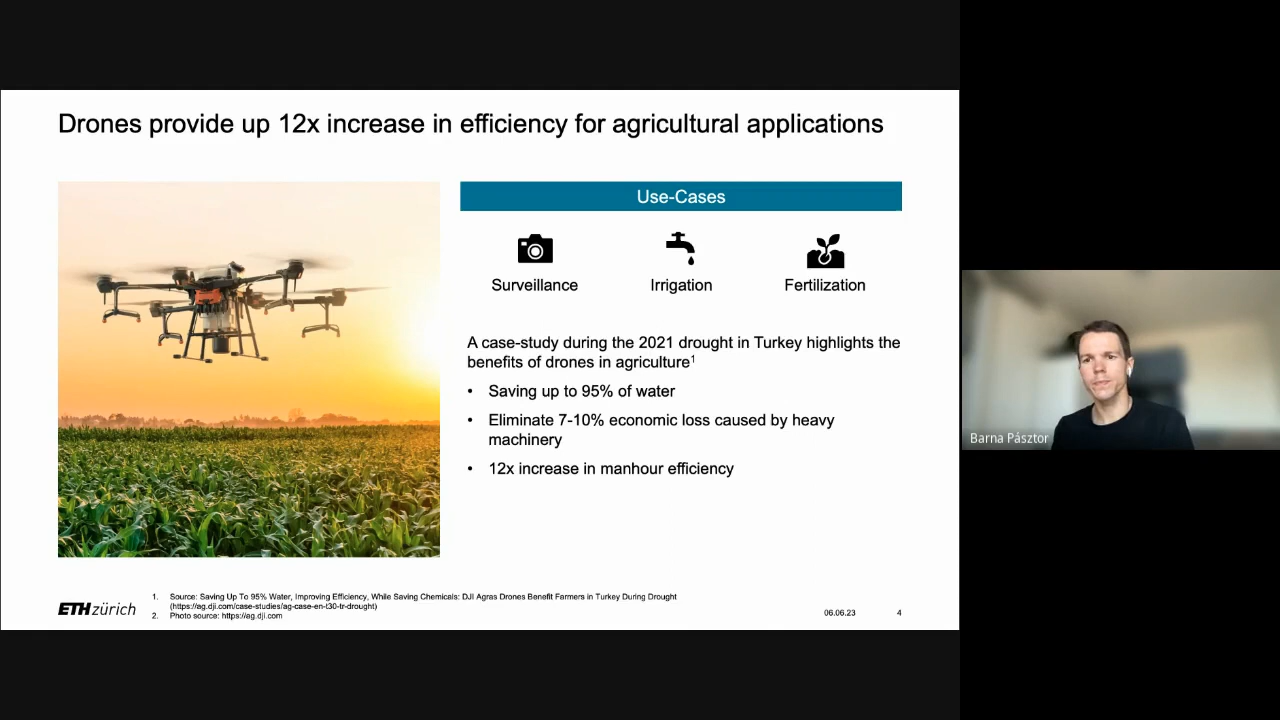 Drones provide up 12x increase in efficiency for agricultural applications
Use-Cases
Surveillance
Irrigation
Fertilization
A case-study during the 2021 drought in Turkey highlights the
benefits of drones in agriculture1
• Saving up to 95% of water
• Eliminate 7-10% economic loss caused by heavy
machinery
• 12x increase in manhour efficiency
Barna Pásztor
ETH zürich
1. Source: Saving Up To 95% Water, Improving Efficiency, While Saving Chemicals: DJI Agras Drones Benefit Farmers in Turkey During Drought
(https://ag.dji.com/case-studies/ag-case-en-t30-tr-drought)
2. Photo source: https://ag.dji.com
06.06.23
4